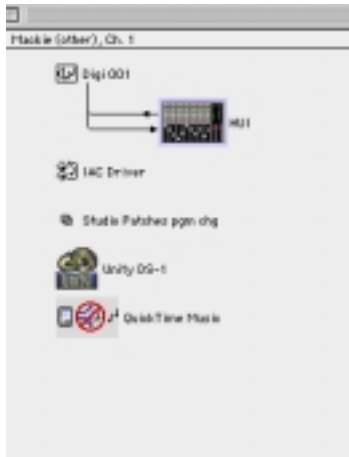 Mackie (other), Ch. 1
Digi 001
HUI
IAC Driver
Studio Patches pgm chg
Unity DS-1
QuickTime Music